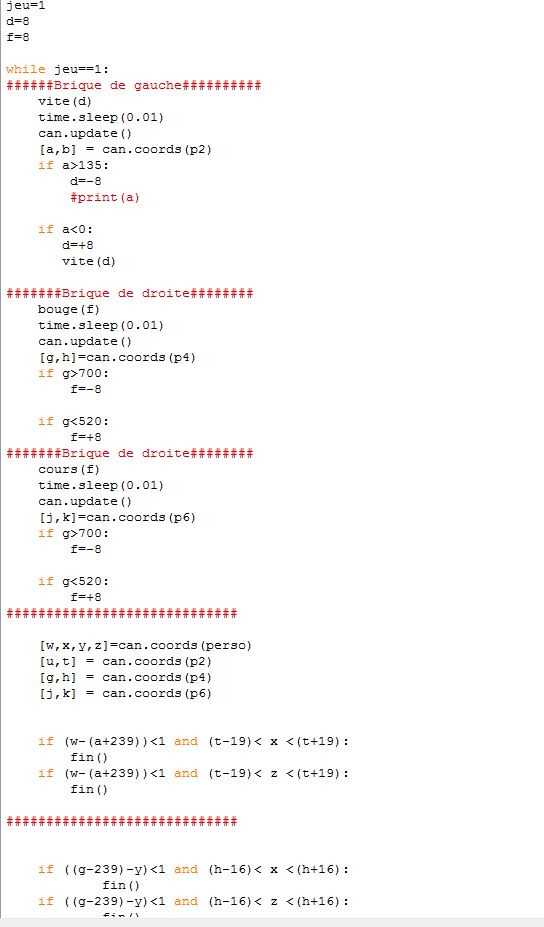 jeu=1
d=8
f=8
while jeu==1:
######Brique de gauche##########
vite(d)
time.sleep(0.01)
can.update()
[a,b] = can.coords(p2)
if a>135:
d=-8
#print(a)
if a<0:
d=+8
vite(d)
#######Brique de droite########
bouge(f)
time.sleep(0.01)
can.update()
[g,h]=can.coords(p4)
if g>700:
f=-8
if g<520:
f=+8
#######Brique de droite########
cours(f)
time.sleep(0.01)
can.update()
[j,k]=can.coords(p6)
if g>700:
f=-8
if g<520:
f=+8
#############################
[w,x,y,z]=can.coords(perso)
[u,t] = can.coords(p2)
[g,h] = can.coords(p4)
[j,k] = can.coords(p6)
if (w-(a+239))<1 and (t-19)< x <(t+19):
fin()
if (w-(a+239))<1 and (t-19)< z <(t+19):
fin()
#############################
if ((g-239)-y)<1 and (h-16)< x <(h+16):
fin()
if ((g-239)-y)<1 and (h-16)< z <(h+16):